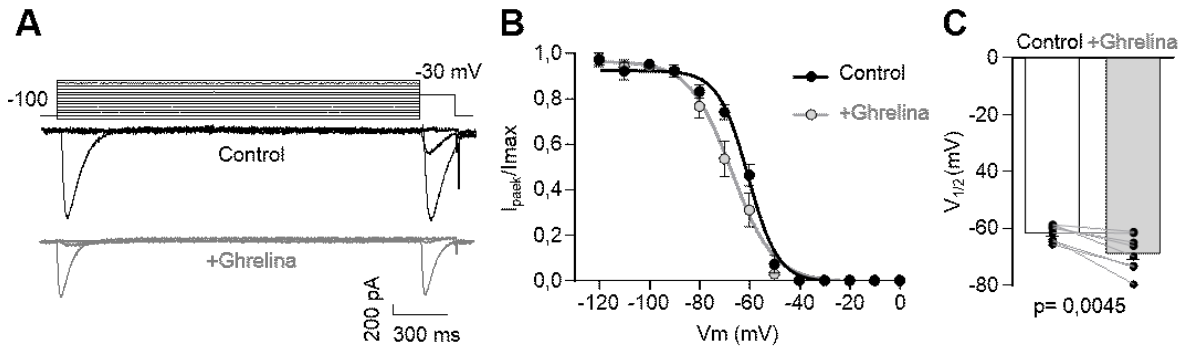 A
-30 mV
-100
Control
+Ghrelina
200 pA
300 ms
B
1,0
0,8
0,6
0,4
0,2
0,0
Ipaek/Imax
-120 -100 -80 -60 -40 -20 0
Vm (mV)
Control
+Ghrelina
C
Control +Ghrelina
0
-20
-40
-60
-80
V1/2 (mV)
p= 0,0045